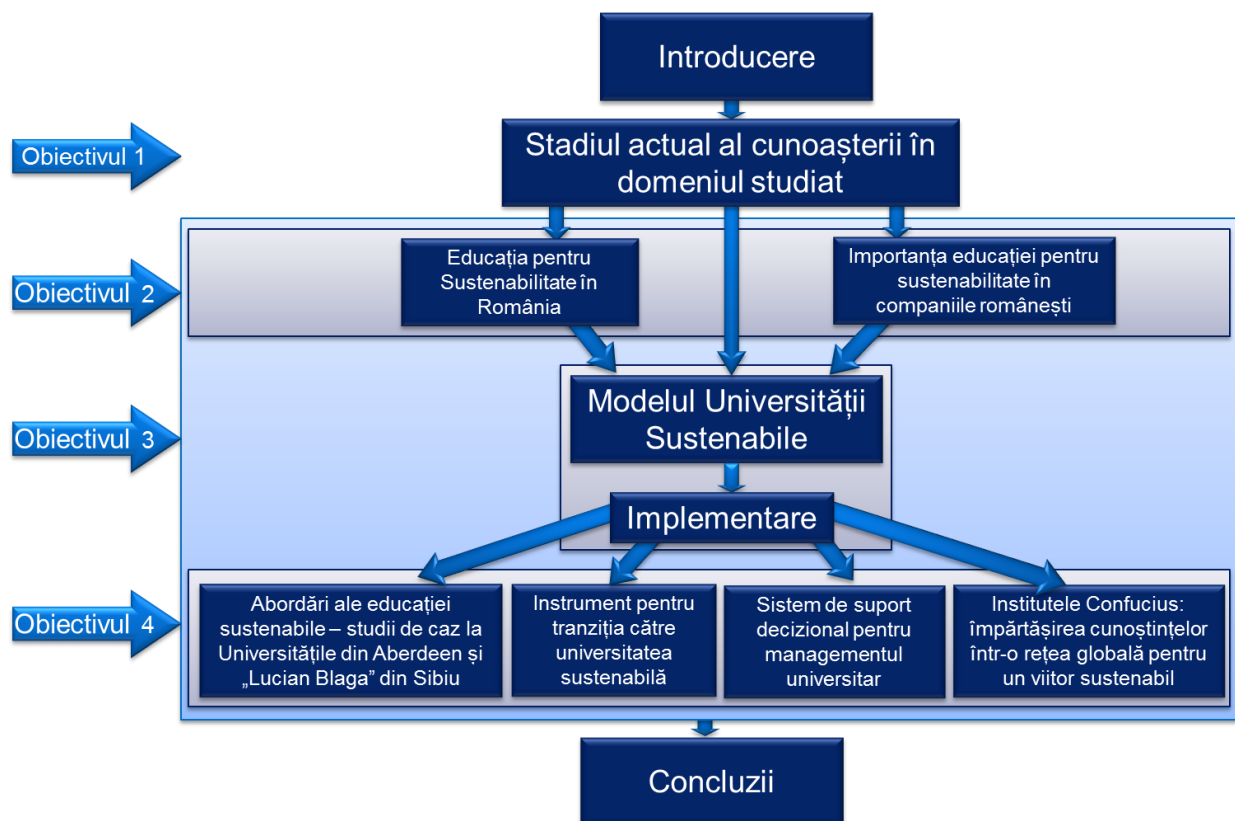 Introducere
Obiectivul 1
Stadiul actual al cunoașterii în
domeniul studiat
Obiectivul 2
Educația pentru
Sustenabilitate în
România
Importanța educației pentru
sustenabilitate în
companiile românești
Obiectivul 3
Modelul Universității
Sustenabile
Implementare
Obiectivul 4
Abordări ale educației
sustenabile – studii de caz la
Universitățile din Aberdeen și
„Lucian Blaga” din Sibiu
Instrument pentru
tranziția către
universitatea
sustenabilă
Sistem de suport
decizional pentru
managementul
universitar
Institutele Confucius:
împărtășirea cunoștințelor
într-o rețea globală pentru
un viitor sustenabil
Concluzii